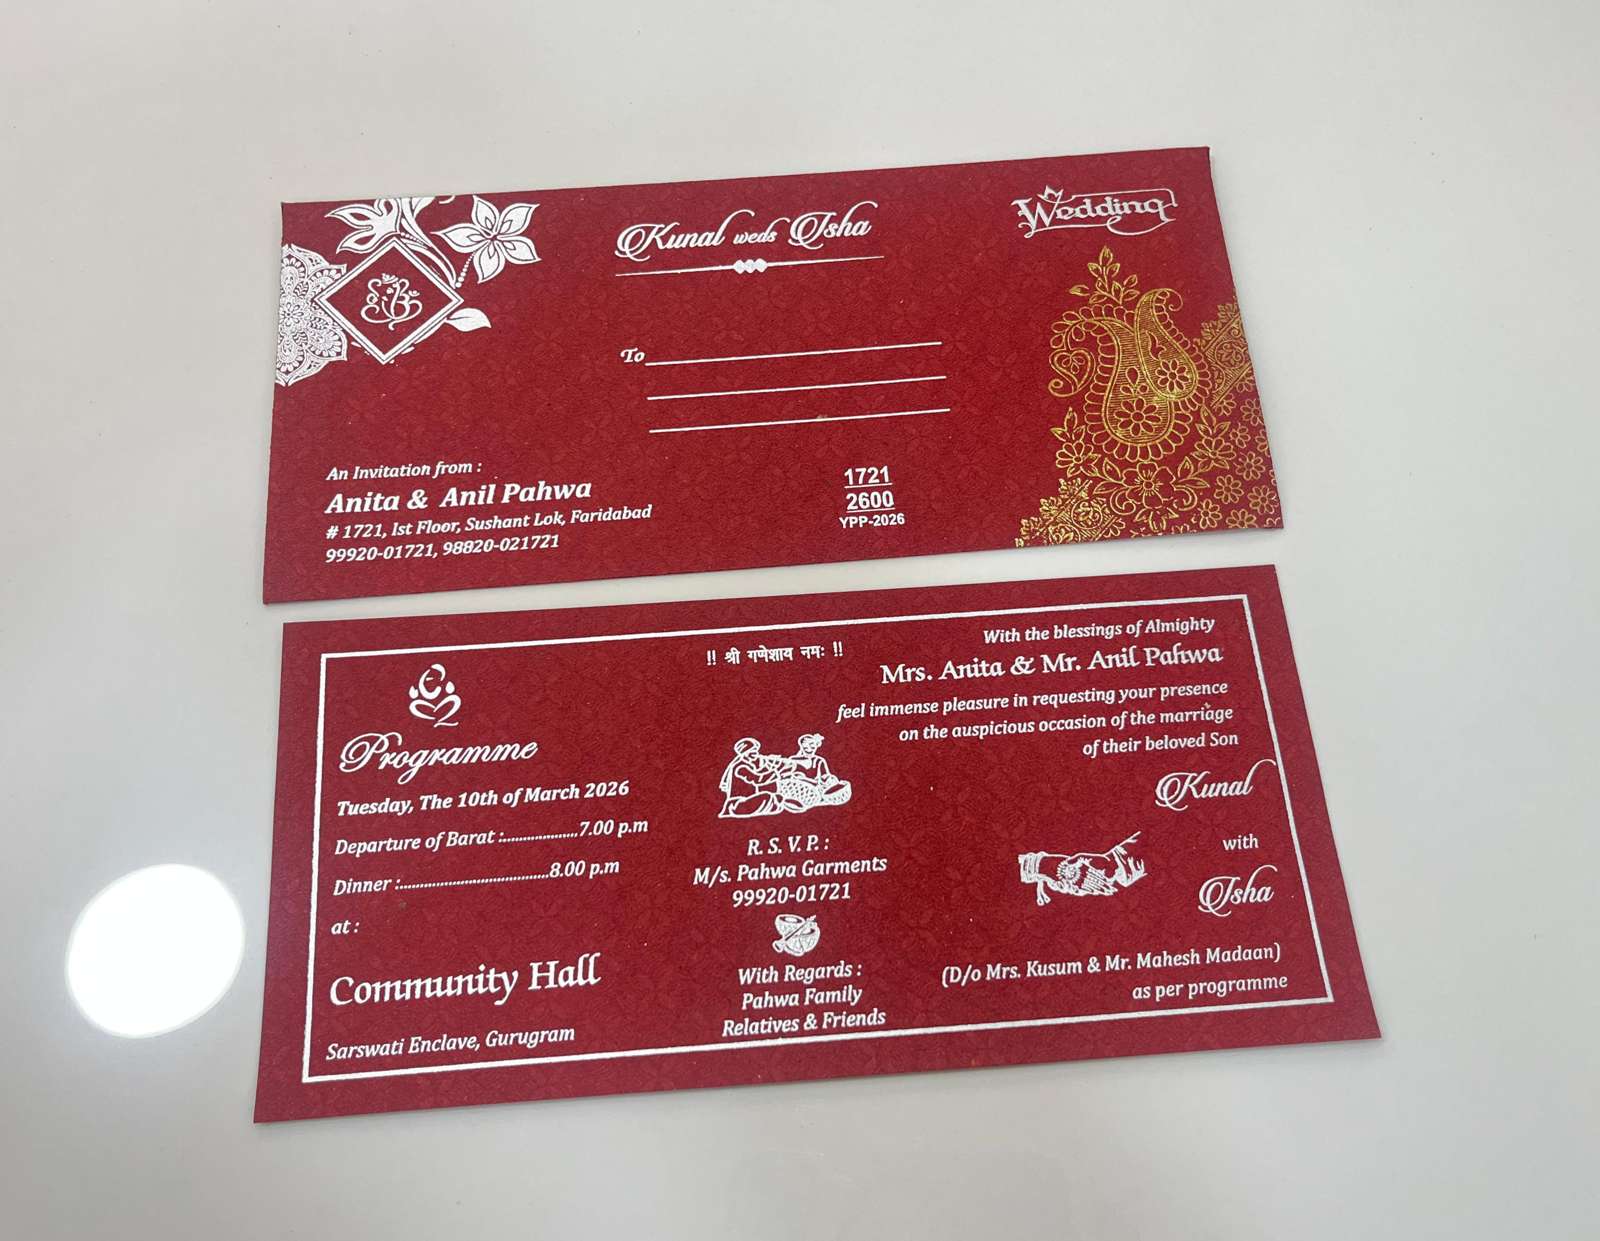 Kunal weds Isha
Wedding
To
An Invitation from :
Anita & Anil Pahwa
# 1721, Ist Floor, Sushant Lok, Faridabad
99920-01721, 98820-021721
1721
2600
YPP-2026
Programme
Tuesday, The 10th of March 2026
Departure of Barat :...................7.00 p.m
Dinner :......................................8.00 p.m
at :
Community Hall
Sarswati Enclave, Gurugram
!! श्री गणेशाय नमः !!
R. S. V. P. :
M/s. Pahwa Garments
99920-01721
With Regards :
Pahwa Family
Relatives & Friends
With the blessings of Almighty
Mrs. Anita & Mr. Anil Pahwa
feel immense pleasure in requesting your presence
on the auspicious occasion of the marriage
of their beloved Son
Kunal
with
Isha
(D/o Mrs. Kusum & Mr. Mahesh Madaan)
as per programme